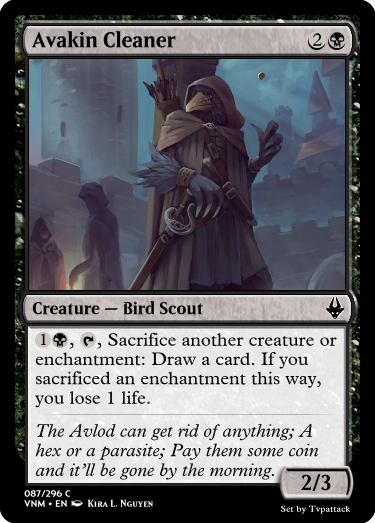 Avakin Cleaner 2
Creature — Bird Scout
1, , Sacrifice another creature or
enchantment: Draw a card. If you
sacrificed an enchantment this way,
you lose 1 life.
The Avlod can get rid of anything; A
hex or a parasite; Pay them some coin
and it'll be gone by the morning.
2/3
087/296 C
VNM • EN Kira L. Nguyen
Set by Tvpattack